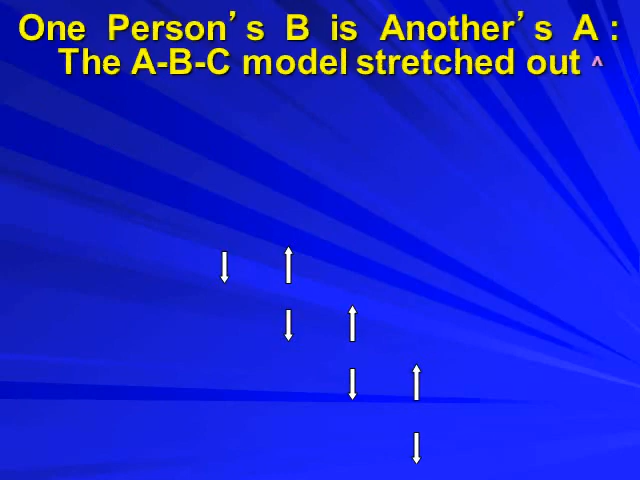 One Person’s B is Another’s A :
The A-B-C model stretched out ^